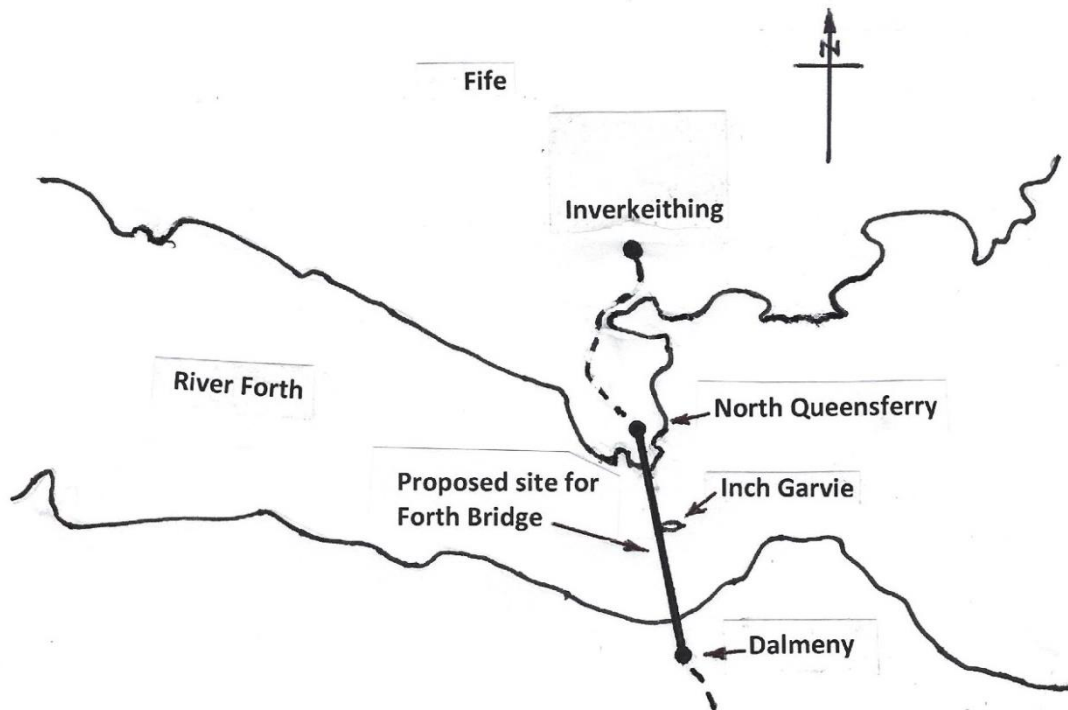 Fife
N
Inverkeithing
River Forth
North Queensferry
Proposed site for
Forth Bridge
Inch Garvie
Dalmeny